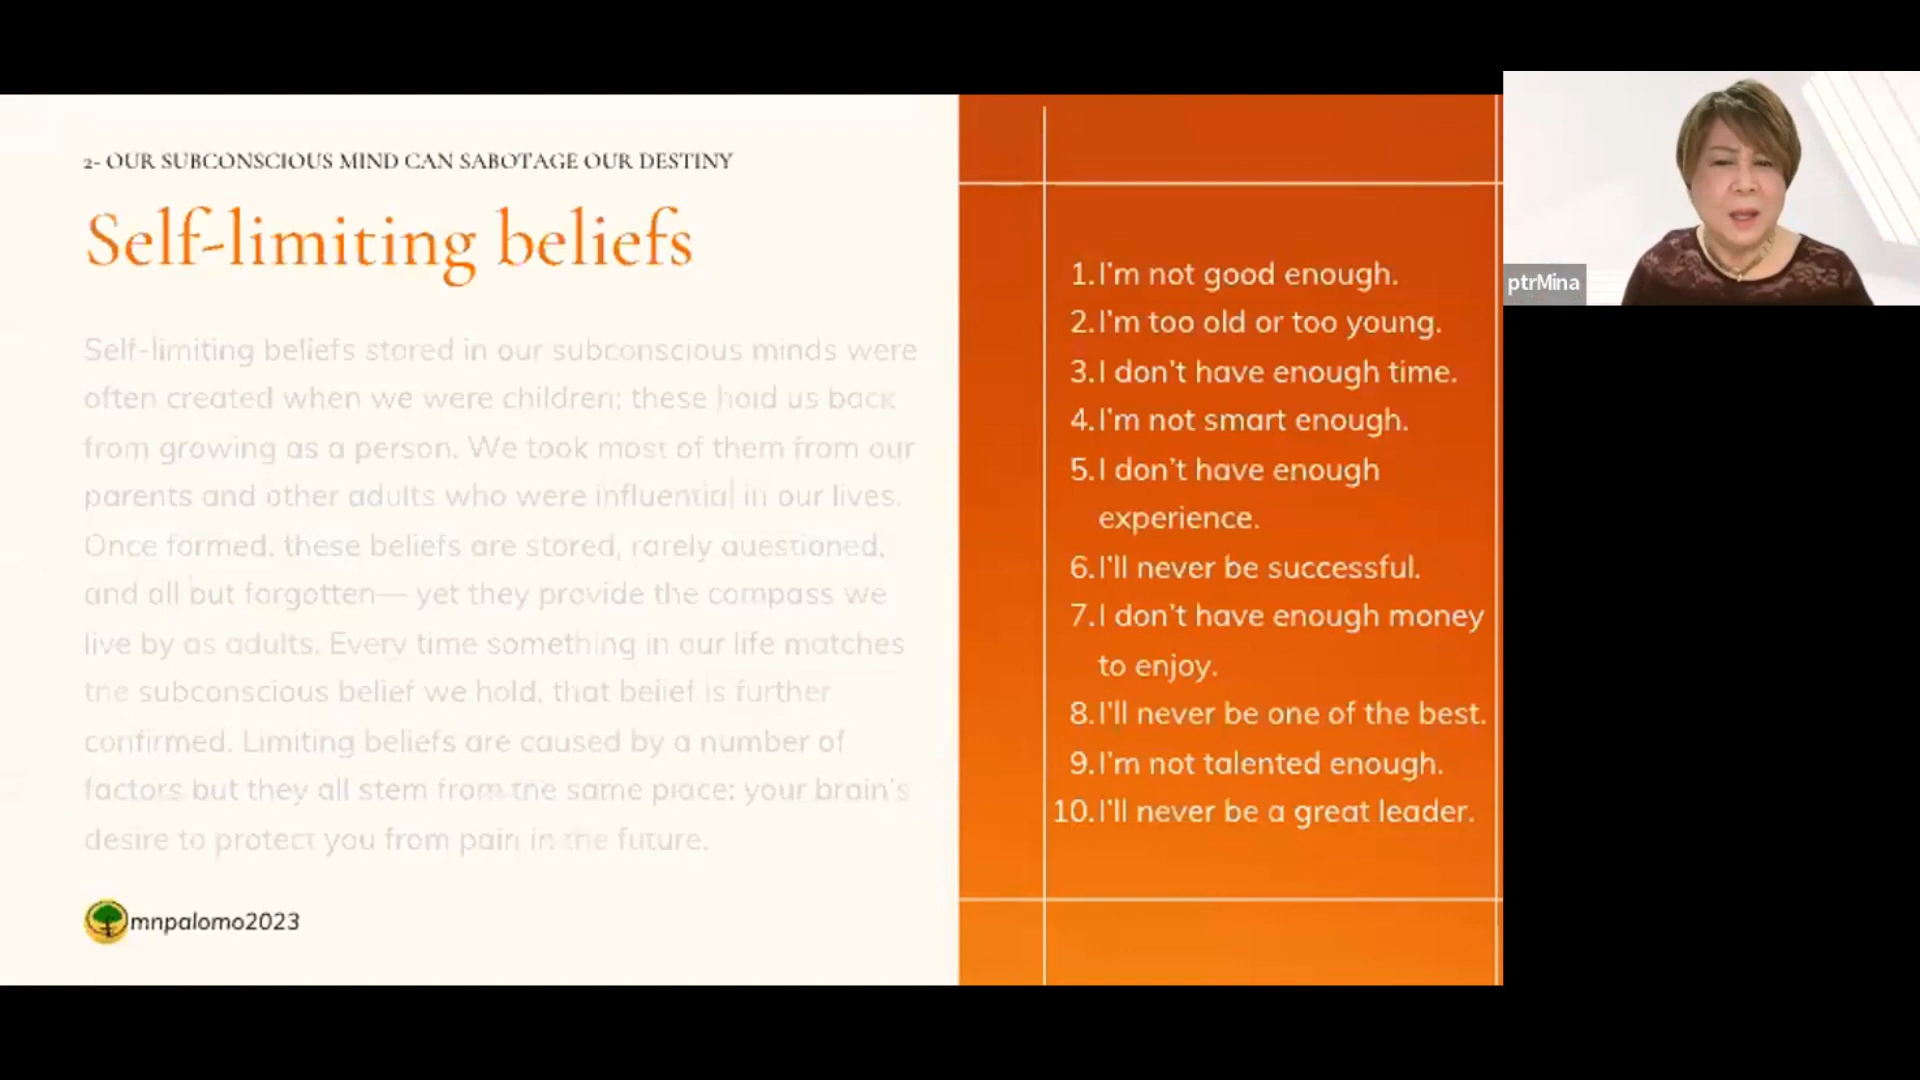 2- OUR SUBCONSCIOUS MIND CAN SABOTAGE OUR DESTINY
Self-limiting beliefs
Self-limiting beliefs stored in our subconscious minds were
often created when we were children; these hold us back
from growing as a person. We took most of them from our
parents and other adults who were influential in our lives.
Once formed, these beliefs are stored, rarely questioned,
and all but forgotten— yet they provide the compass we
live by as adults. Every time something in our life matches
the subconscious belief we hold, that belief is further
confirmed. Limiting beliefs are caused by a number of
factors but they all stem from the same place: your brain's
desire to protect you from pain in the future.
mnpalomo2023
1. I'm not good enough.
2. I'm too old or too young.
3. I don't have enough time.
4. I'm not smart enough.
5. I don't have enough
experience.
6. I'll never be successful.
7. I don't have enough money
to enjoy.
8. I'll never be one of the best.
9. I'm not talented enough.
10. I'll never be a great leader.
ptrMina